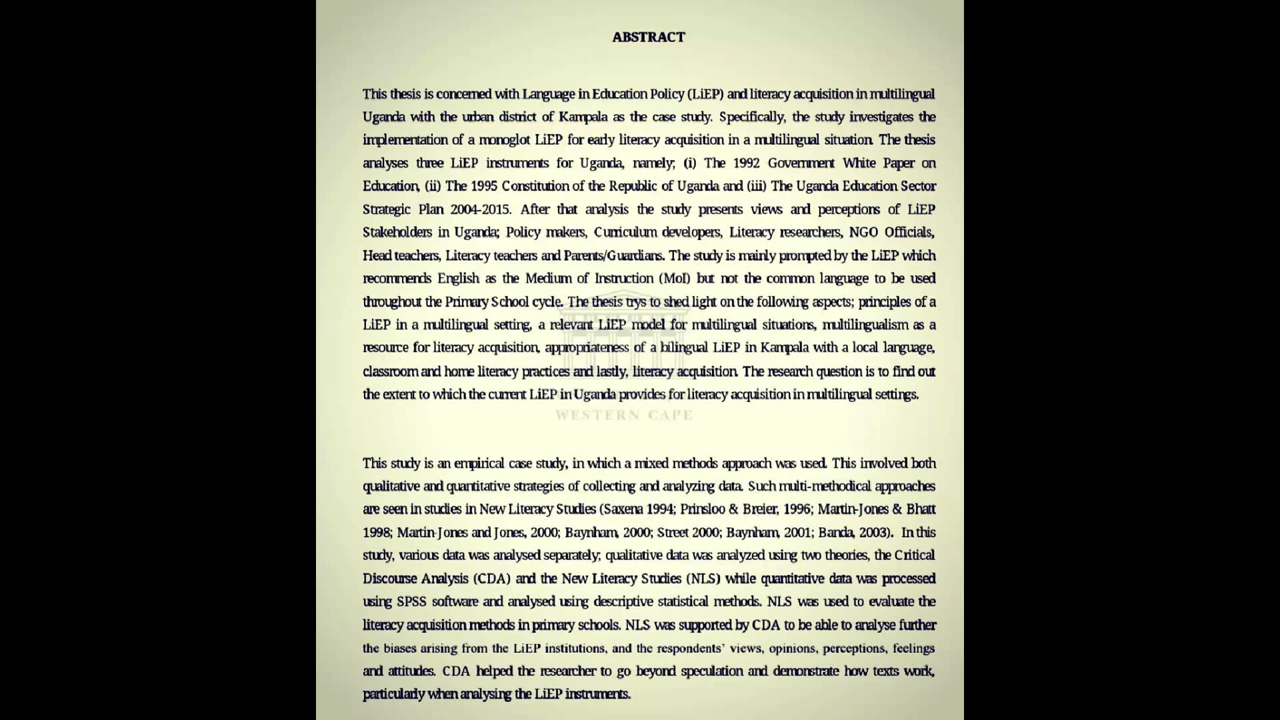 ABSTRACT
This thesis is concerned with Language in Education Policy (LiEP) and literacy acquisition in multilingual
Uganda with the urban district of Kampala as the case study. Specifically, the study investigates the
implementation of a monoglot LiEP for early literacy acquisition in a multilingual situation. The thesis
analyses three LiEP instruments for Uganda, namely; (i) The 1992 Government White Paper on
Education, (ii) The 1995 Constitution of the Republic of Uganda and (iii) The Uganda Education Sector
Strategic Plan 2004-2015. After that analysis the study presents views and perceptions of LiEP
Stakeholders in Uganda; Policy makers, Curriculum developers, Literacy researchers, NGO Officials,
Head teachers, Literacy teachers and Parents/Guardians. The study is mainly prompted by the LiEP which
recommends English as the Medium of Instruction (MoI) but not the common language to be used
throughout the Primary School cycle. The thesis trys to shed light on the following aspects; principles of a
LiEP in a multilingual setting, a relevant LiEP model for multilingual situations, multilingualism as a
resource for literacy acquisition, appropriateness of a bilingual LiEP in Kampala with a local language,
classroom and home literacy practices and lastly, literacy acquisition. The research question is to find out
the extent to which the current LiEP in Uganda provides for literacy acquisition in multilingual settings.
WESTERN CAPE
This study is an empirical case study, in which a mixed methods approach was used. This involved both
qualitative and quantitative strategies of collecting and analyzing data. Such multi-methodical approaches
are seen in studies in New Literacy Studies (Saxena 1994; Prinsloo & Breier, 1996; Martin-Jones & Bhatt
1998; Martin-Jones and Jones, 2000; Baynham, 2000; Street 2000; Baynham, 2001; Banda, 2003). In this
study, various data was analysed separately; qualitative data was analyzed using two theories, the Critical
Discourse Analysis (CDA) and the New Literacy Studies (NLS) while quantitative data was processed
using SPSS software and analysed using descriptive statistical methods. NLS was used to evaluate the
literacy acquisition methods in primary schools. NLS was supported by CDA to be able to analyse further
the biases arising from the LiEP institutions, and the respondents' views, opinions, perceptions, feelings
and attitudes. CDA helped the researcher to go beyond speculation and demonstrate how texts work,
particularly when analysing the LiEP instruments.